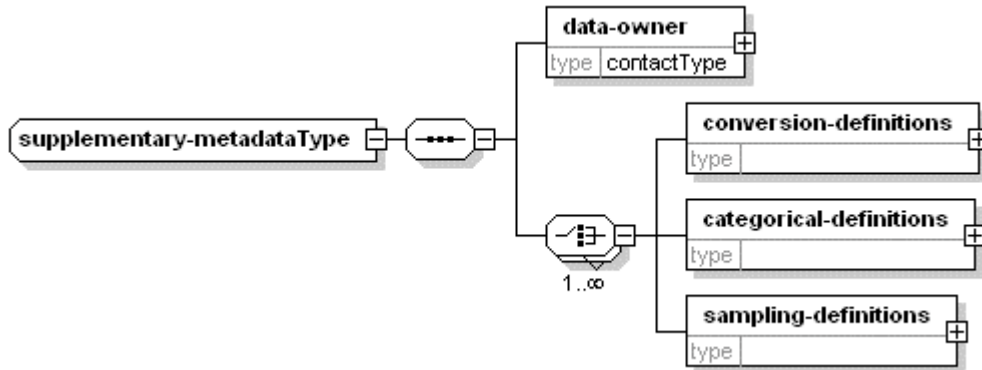 data-owner
type contactType
supplementary-metadataType
conversion-definitions
type
categorical-definitions
type
1..∞
sampling-definitions
type